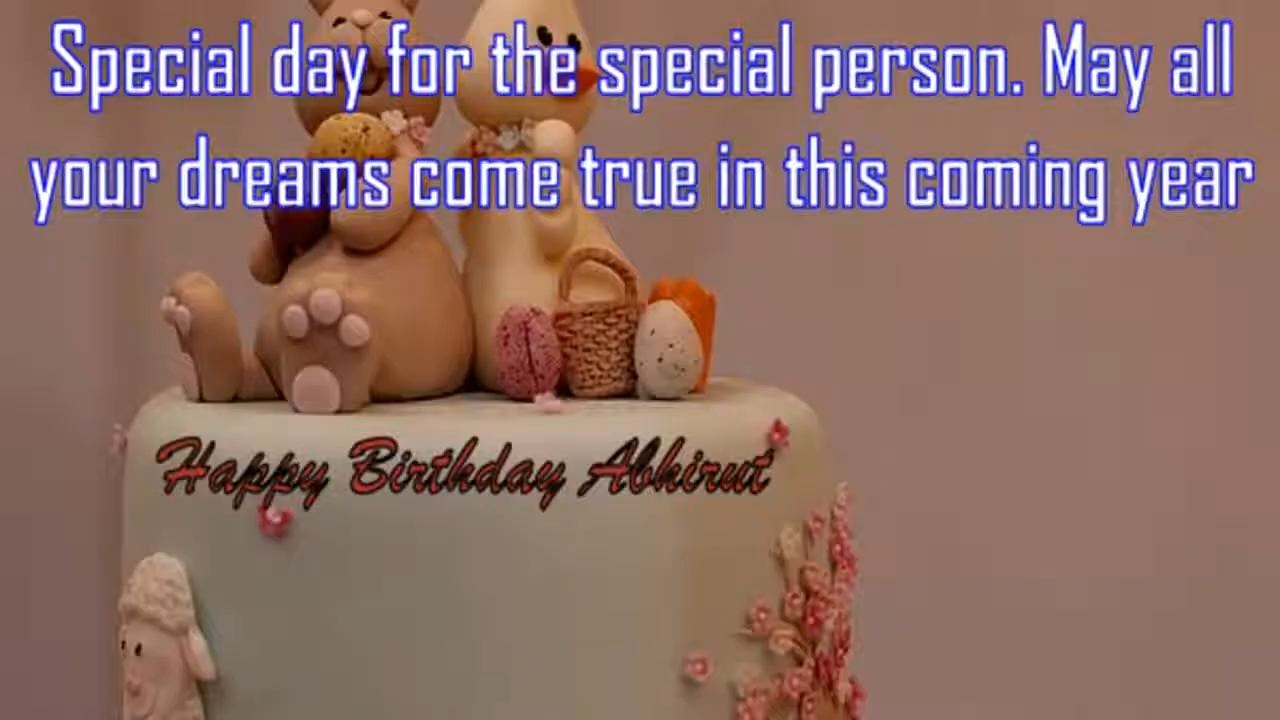 Special day for the special person. May all
your dreams come true in this coming year
Happy Birthday Abhirut